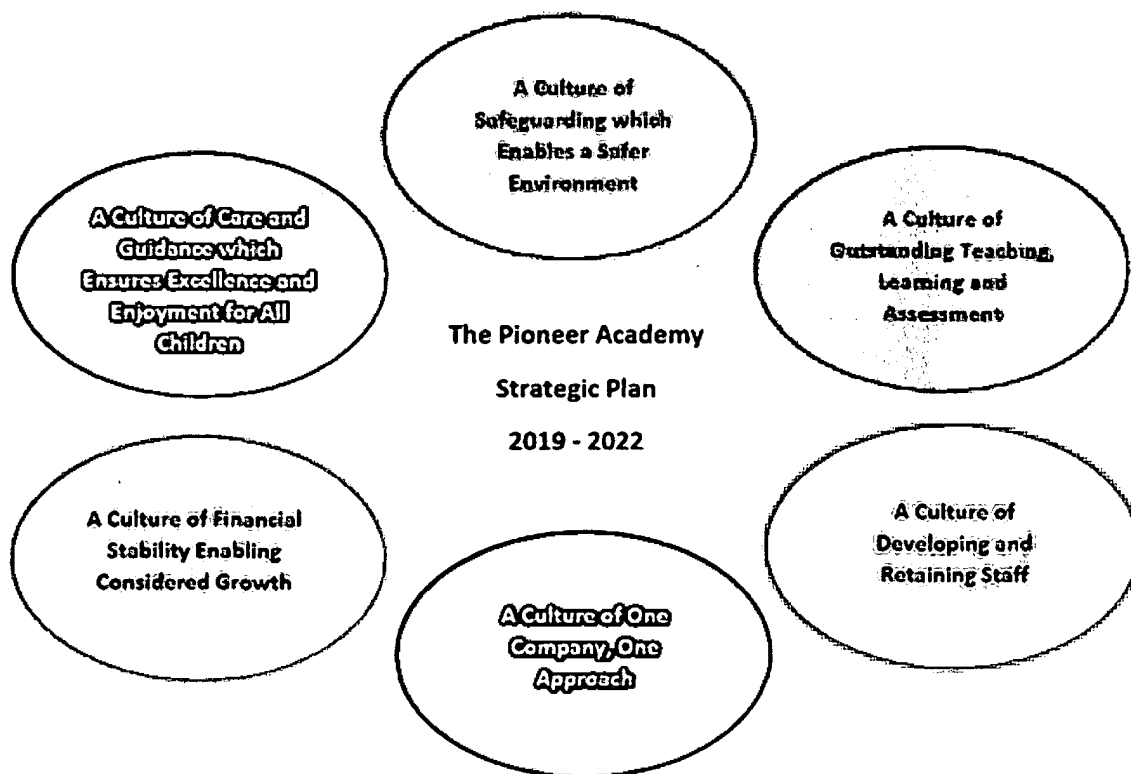 A Culture of
Safeguarding which
Enables a Safer
Environment
A Culture of Care and
Guidance which
Ensures Excellence and
Enjoyment for All
Children
A Culture of
Outstanding Teaching,
Learning and
Assessment
The Pioneer Academy
Strategic Plan
2019 - 2022
A Culture of Financial
Stability Enabling
Considered Growth
A Culture of
Developing and
Retaining Staff
A Culture of One
Company, One
Approach